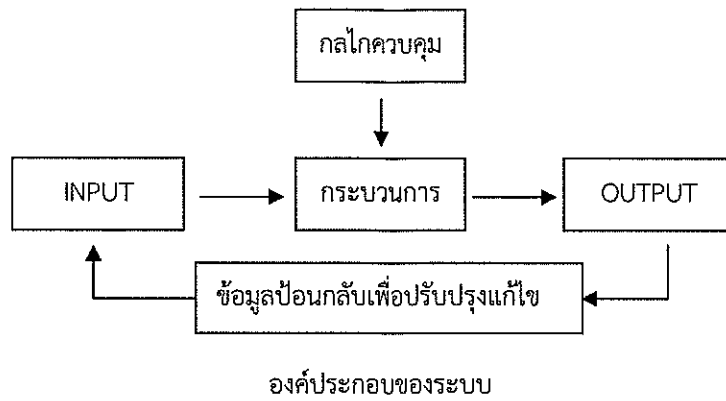 กลไกควบคุม
INPUT
กระบวนการ
OUTPUT
ข้อมูลป้อนกลับเพื่อปรับปรุงแก้ไข
องค์ประกอบของระบบ